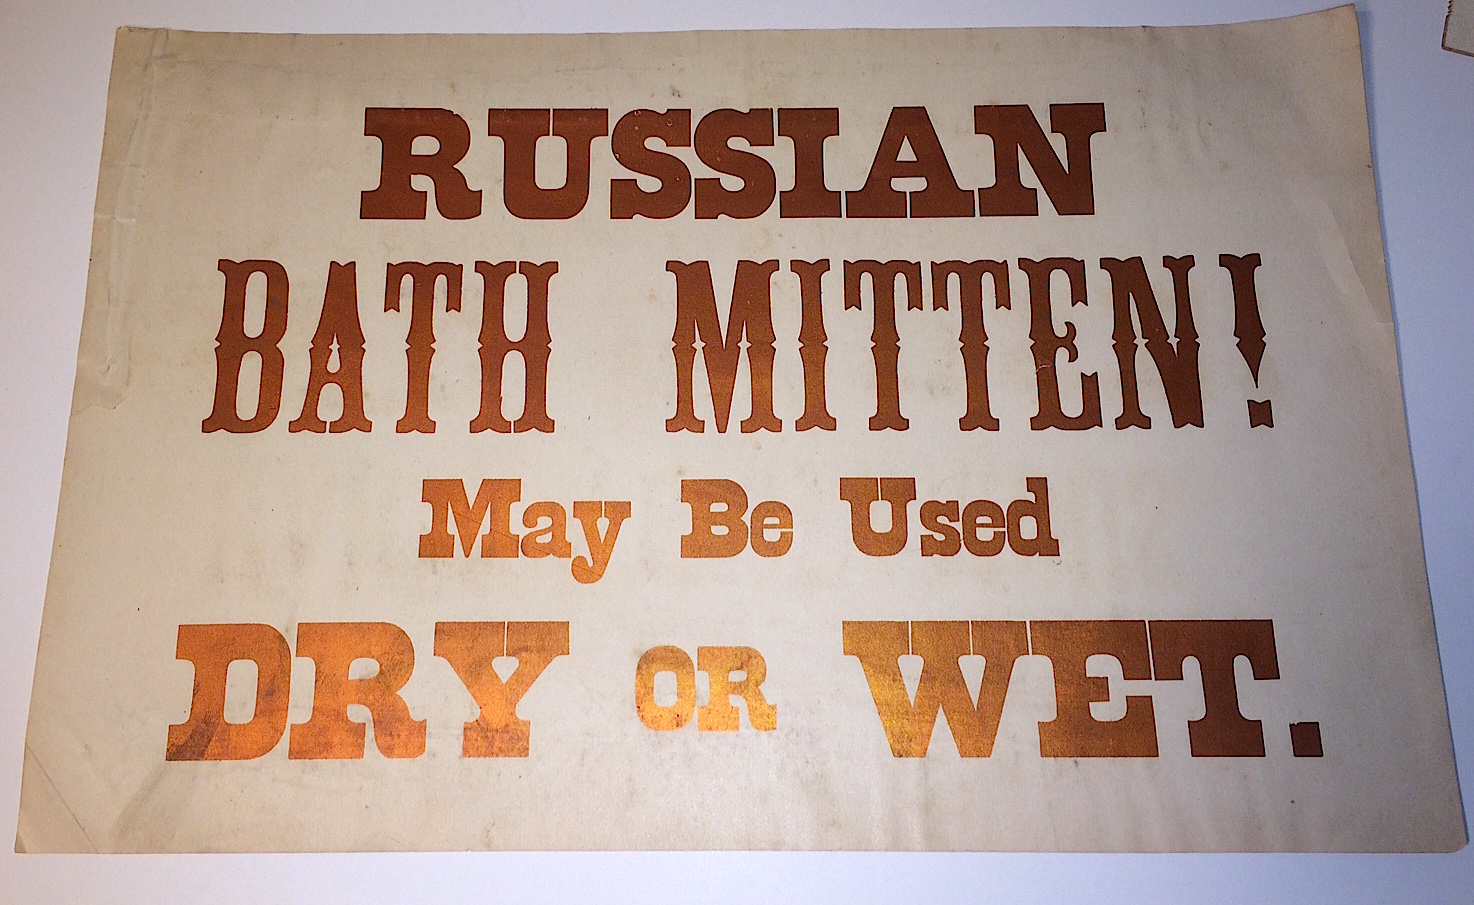 RUSSIAN
BATH MITTEN!
May Be Used
DRY OR WET.